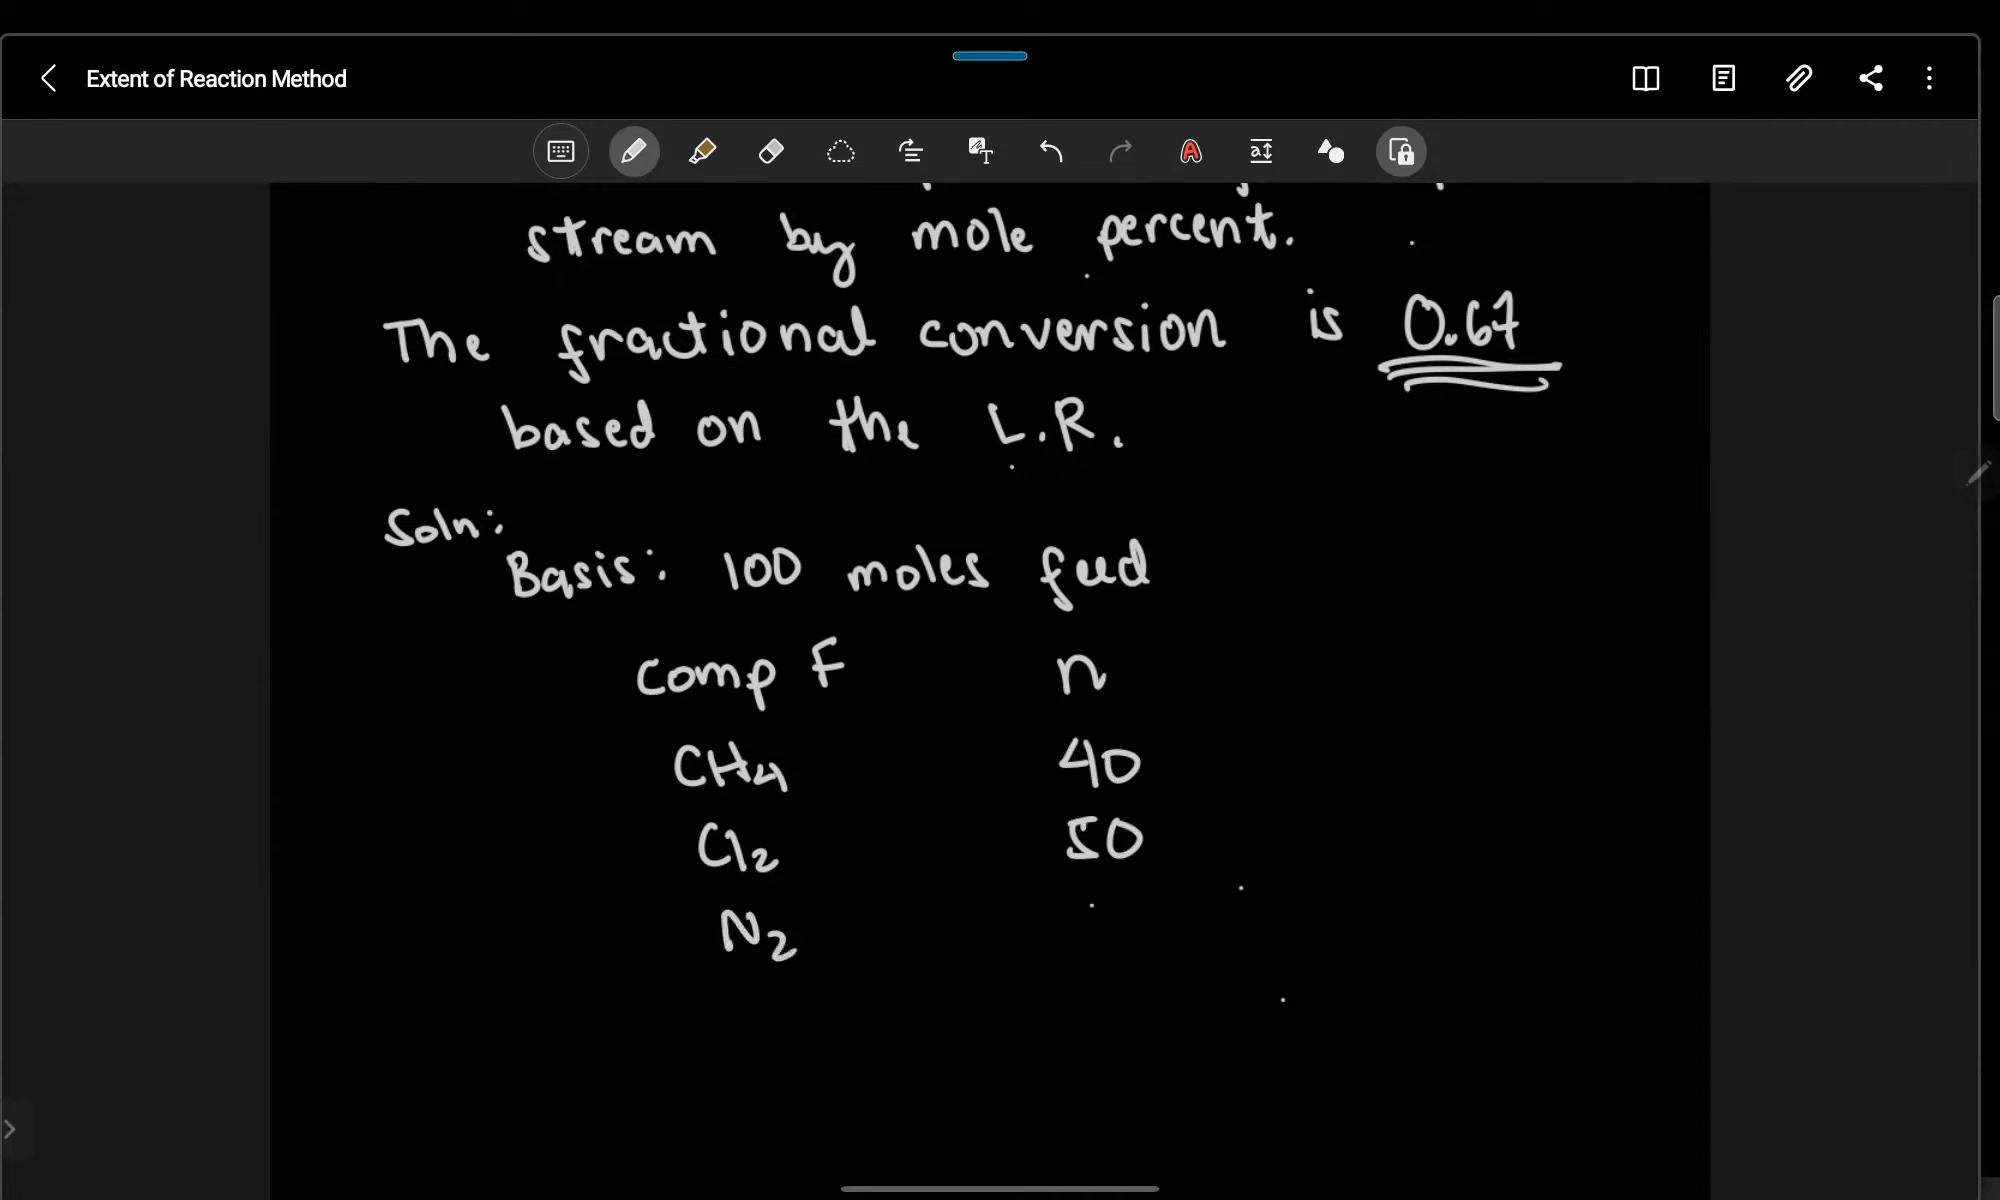 Extent of Reaction Method
stream by mole percent.
The fractional conversion is 0.67
based on the L.R.
Soln:
Basis: 100 moles feed
Comp F n
CH4 40
Cl2 50
N2